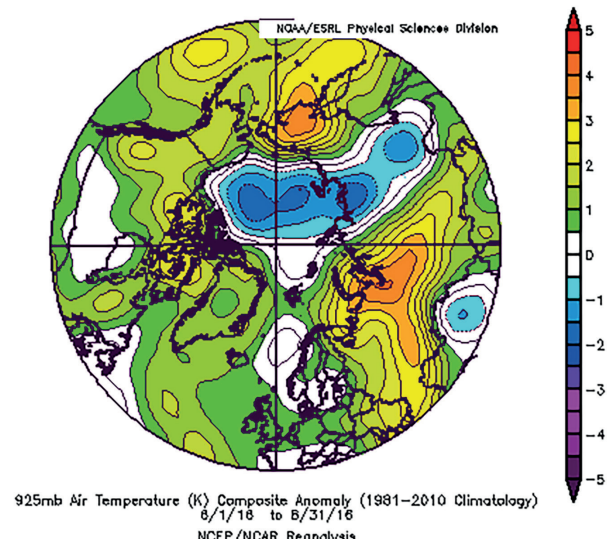 NOAA/ESRL Physical Sciences Division
5
4
3
2
1
0
-1
-2
-3
-4
-5
925mb Air Temperature (K) Composite Anomaly (1981-2010 Climatology)
8/1/16 to 8/31/16
NCEP/NCAR Reanalysis